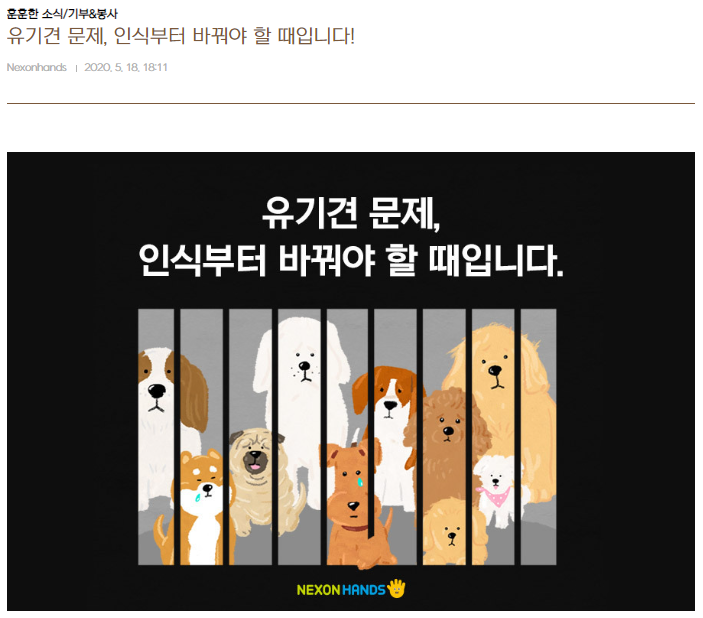 훈훈한 소식/기부&봉사
유기견 문제, 인식부터 바꿔야 할 때입니다!
Nexonhands | 2020. 5. 18. 18:11
유기견 문제,
인식부터 바꿔야 할 때입니다.
NEXON HANDS